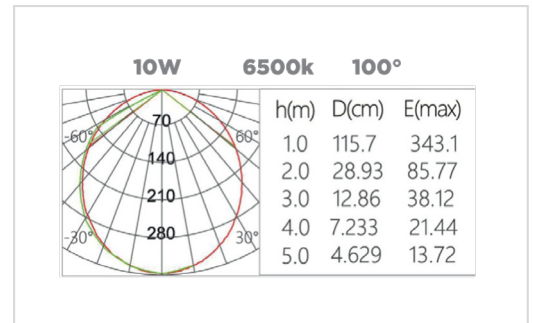 10W 6500k 100°
h(m) D(cm) E(max)
1.0 115.7 343.1
2.0 28.93 85.77
3.0 12.86 38.12
4.0 7.233 21.44
5.0 4.629 13.72
70
-60° 60°
140
210
-30° 280 30°